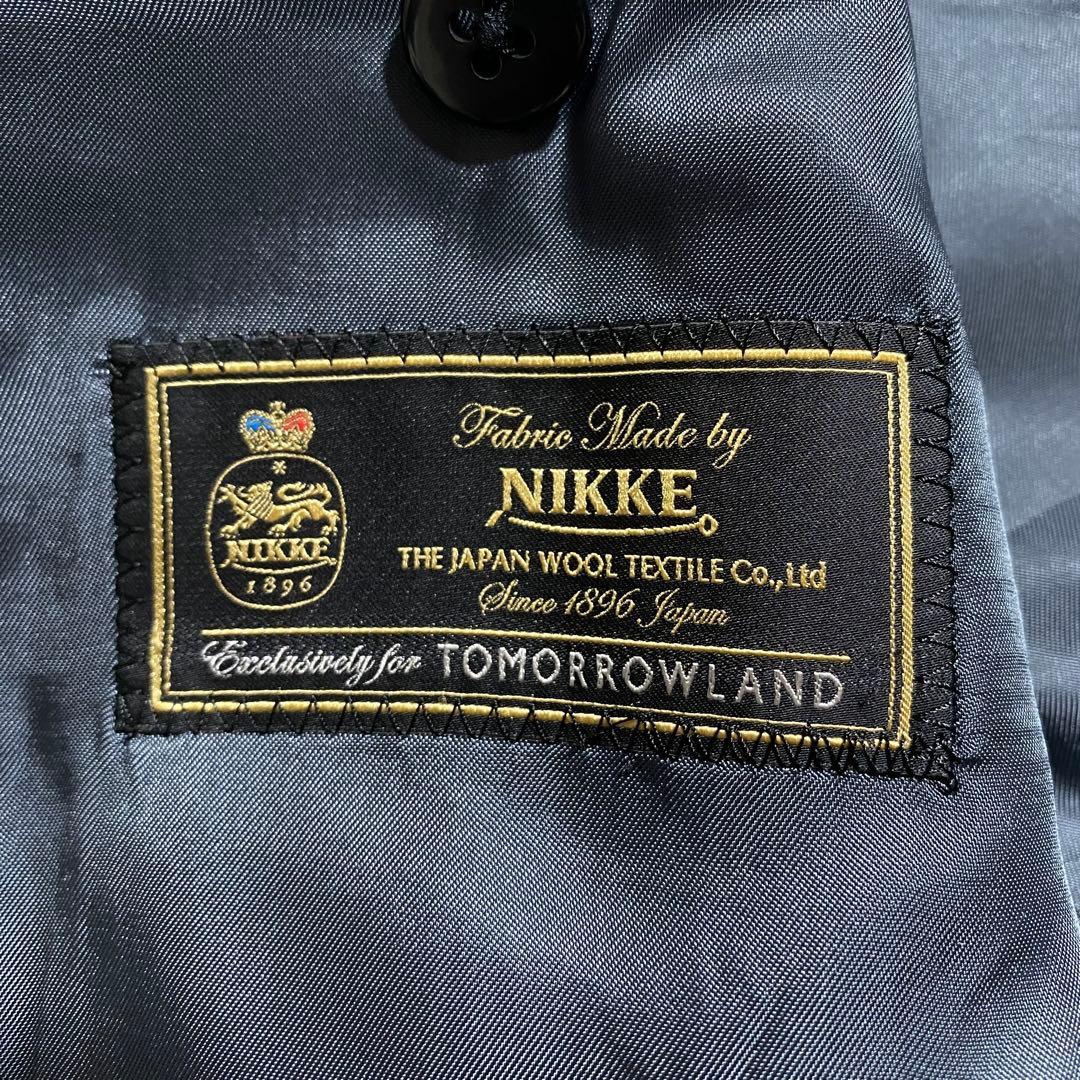 NIKKE
1896
Fabric Made by
NIKKE
THE JAPAN WOOL TEXTILE Co., Ltd
Since 1896 Japan
Exclusively for TOMORROWLAND